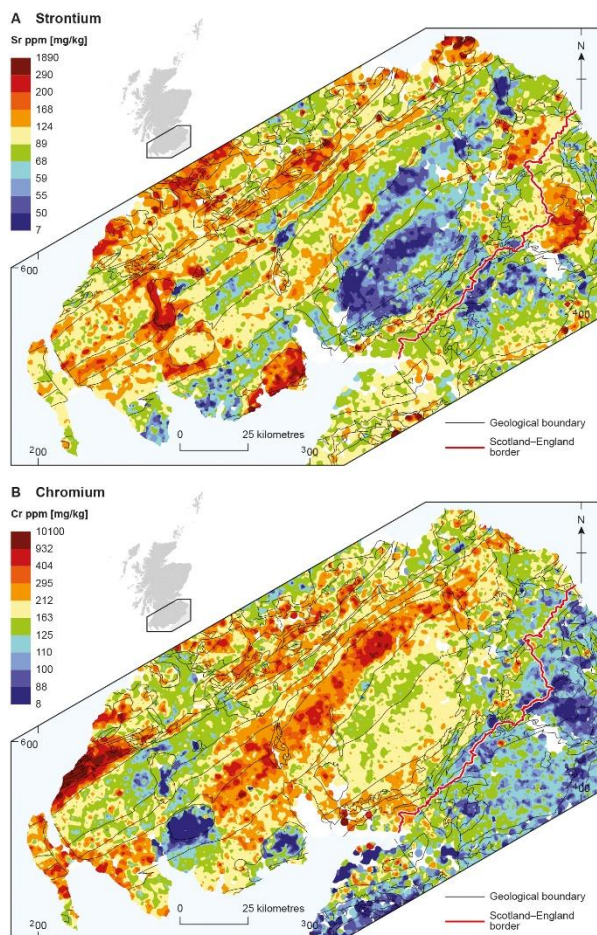 A Strontium
Sr ppm [mg/kg]
1890
290
200
168
124
89
68
59
55
50
7
N
600
400
Geological boundary
Scotland–England
border
0 25 kilometres
200
300
B Chromium
Cr ppm [mg/kg]
10100
932
404
295
212
163
125
110
100
88
8
N
600
400
Geological boundary
Scotland–England
border
0 25 kilometres
200
300